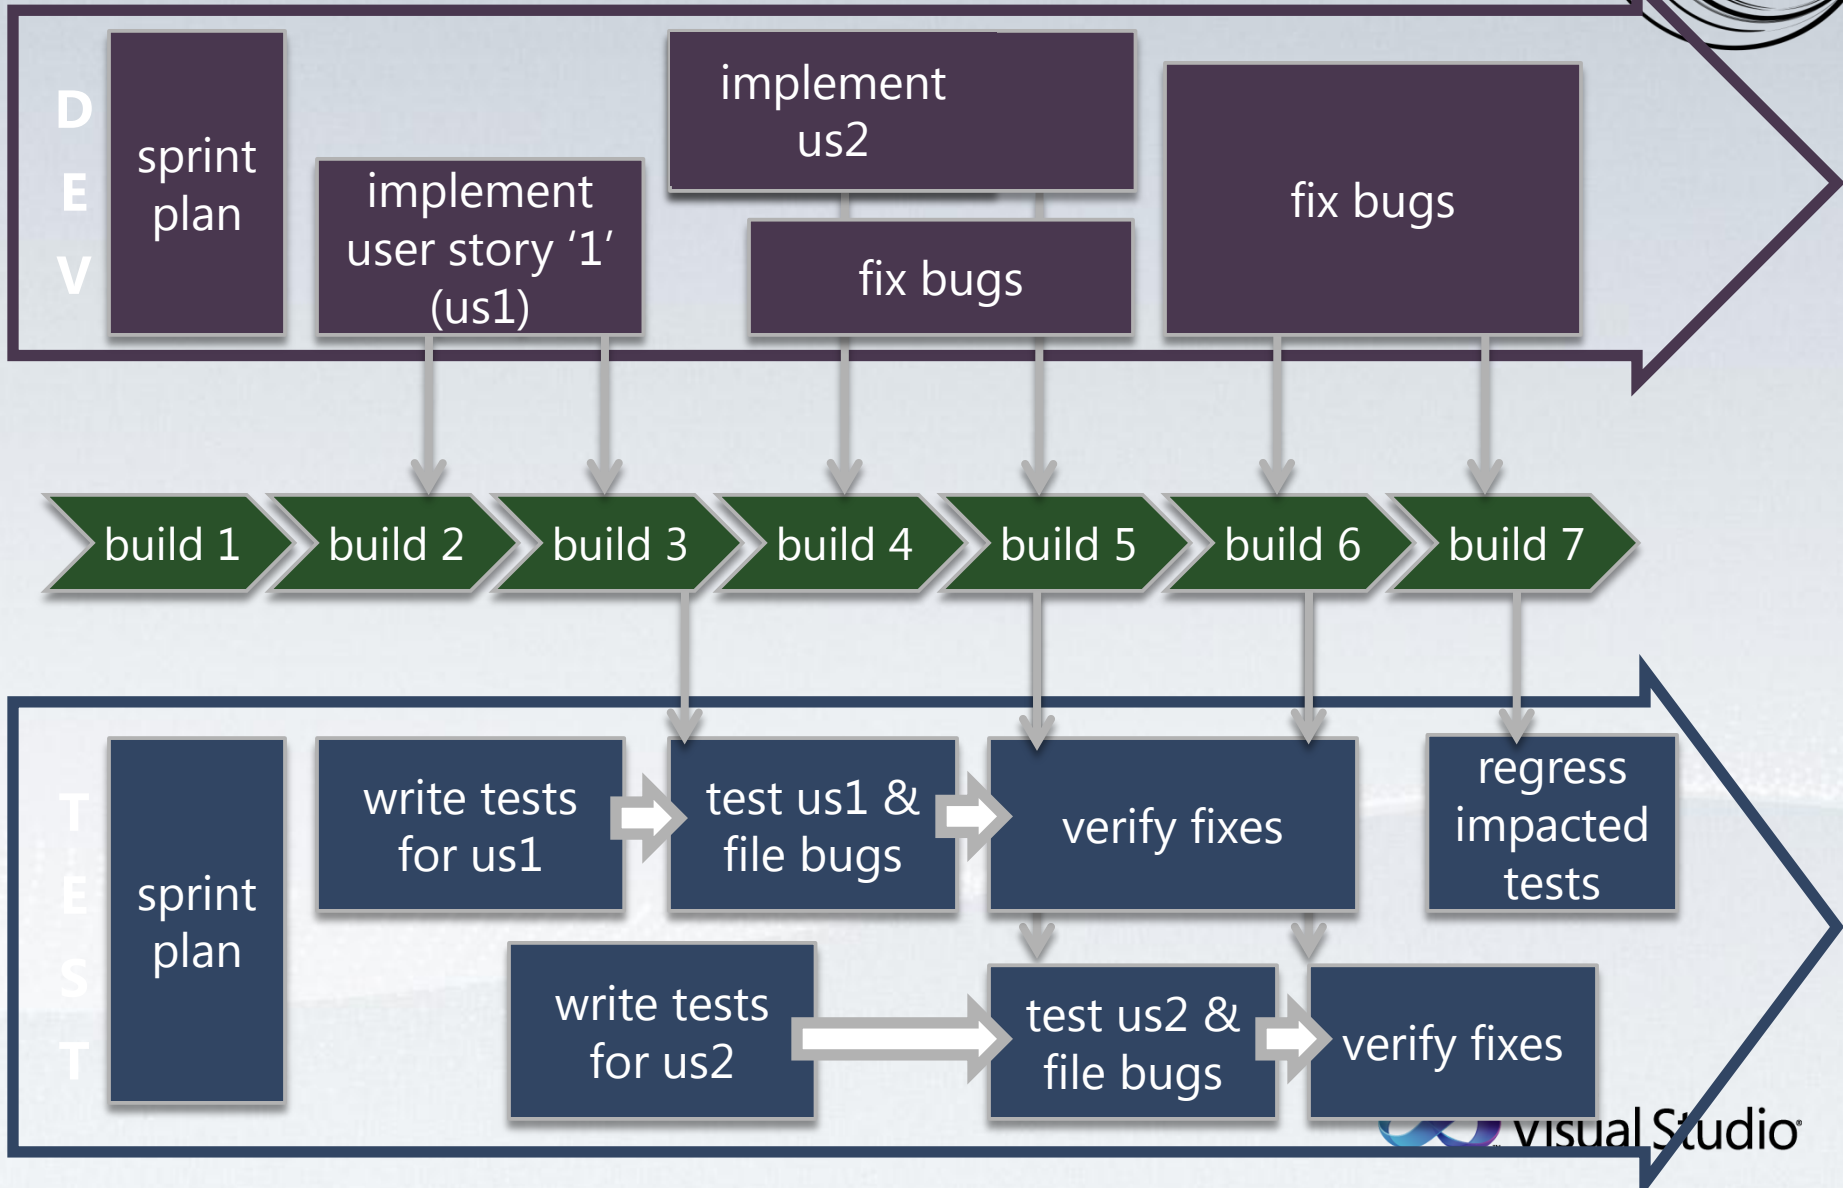 D
E
V
sprint
plan
implement
user story ‘1’
(us1)
implement
us2
fix bugs
fix bugs
build 1
build 2
build 3
build 4
build 5
build 6
build 7
T
E
S
T
sprint
plan
write tests
for us1
test us1 &
file bugs
verify fixes
regress
impacted
tests
write tests
for us2
test us2 &
file bugs
verify fixes
Visual Studio®